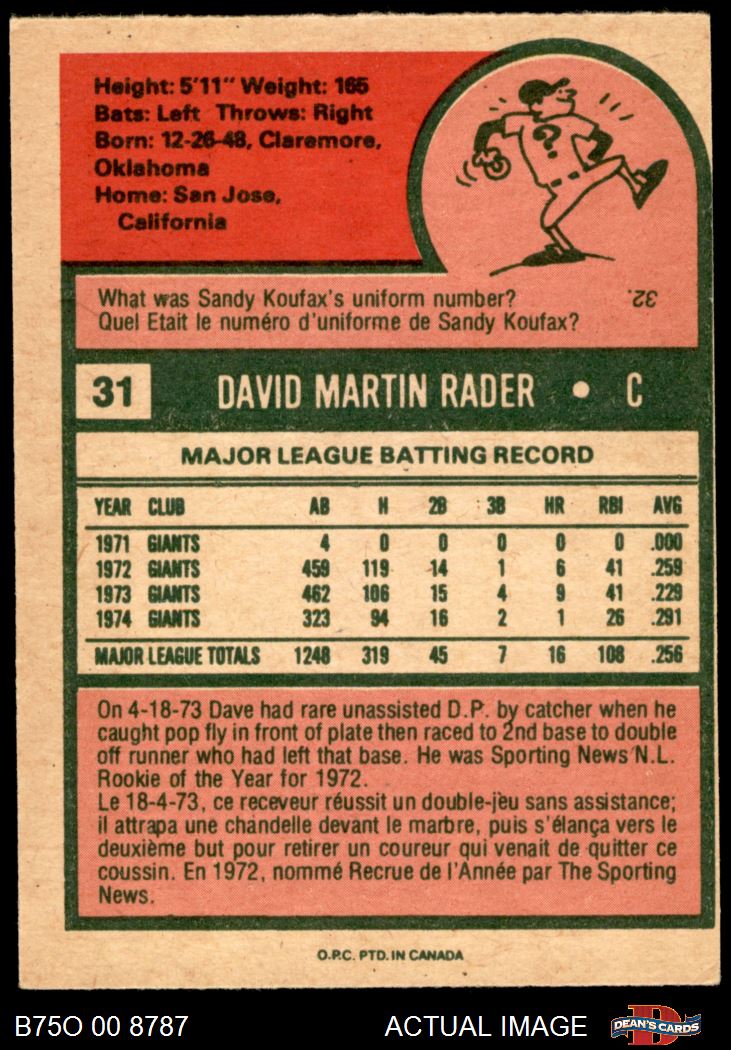 Height: 5'11" Weight: 165
Bats: Left Throws: Right
Born: 12-26-48, Claremore,
Oklahoma
Home: San Jose,
California
?
What was Sandy Koufax's uniform number?
Quel Etait le numéro d'uniforme de Sandy Koufax?
32.
31 DAVID MARTIN RADER • C
MAJOR LEAGUE BATTING RECORD
YEAR CLUB AB H 2B 3B HR RBI AVG
1971 GIANTS 4 0 0 0 0 0 .000
1972 GIANTS 459 119 14 1 6 41 .259
1973 GIANTS 462 106 15 4 9 41 .229
1974 GIANTS 323 94 16 2 1 26 .291
MAJOR LEAGUE TOTALS 1248 319 45 7 16 108 .256
On 4-18-73 Dave had rare unassisted D.P. by catcher when he
caught pop fly in front of plate then raced to 2nd base to double
off runner who had left that base. He was Sporting News N.L.
Rookie of the Year for 1972.
Le 18-4-73, ce receveur réussit un double-jeu sans assistance;
il attrapa une chandelle devant le marbre, puis s'élança vers le
deuxième but pour retirer un coureur qui venait de quitter ce
coussin. En 1972, nommé Recrue de l'Année par The Sporting
News.
O.P.C. PTD. IN CANADA
B75O 00 8787 ACTUAL IMAGE DEAN'S CARDS